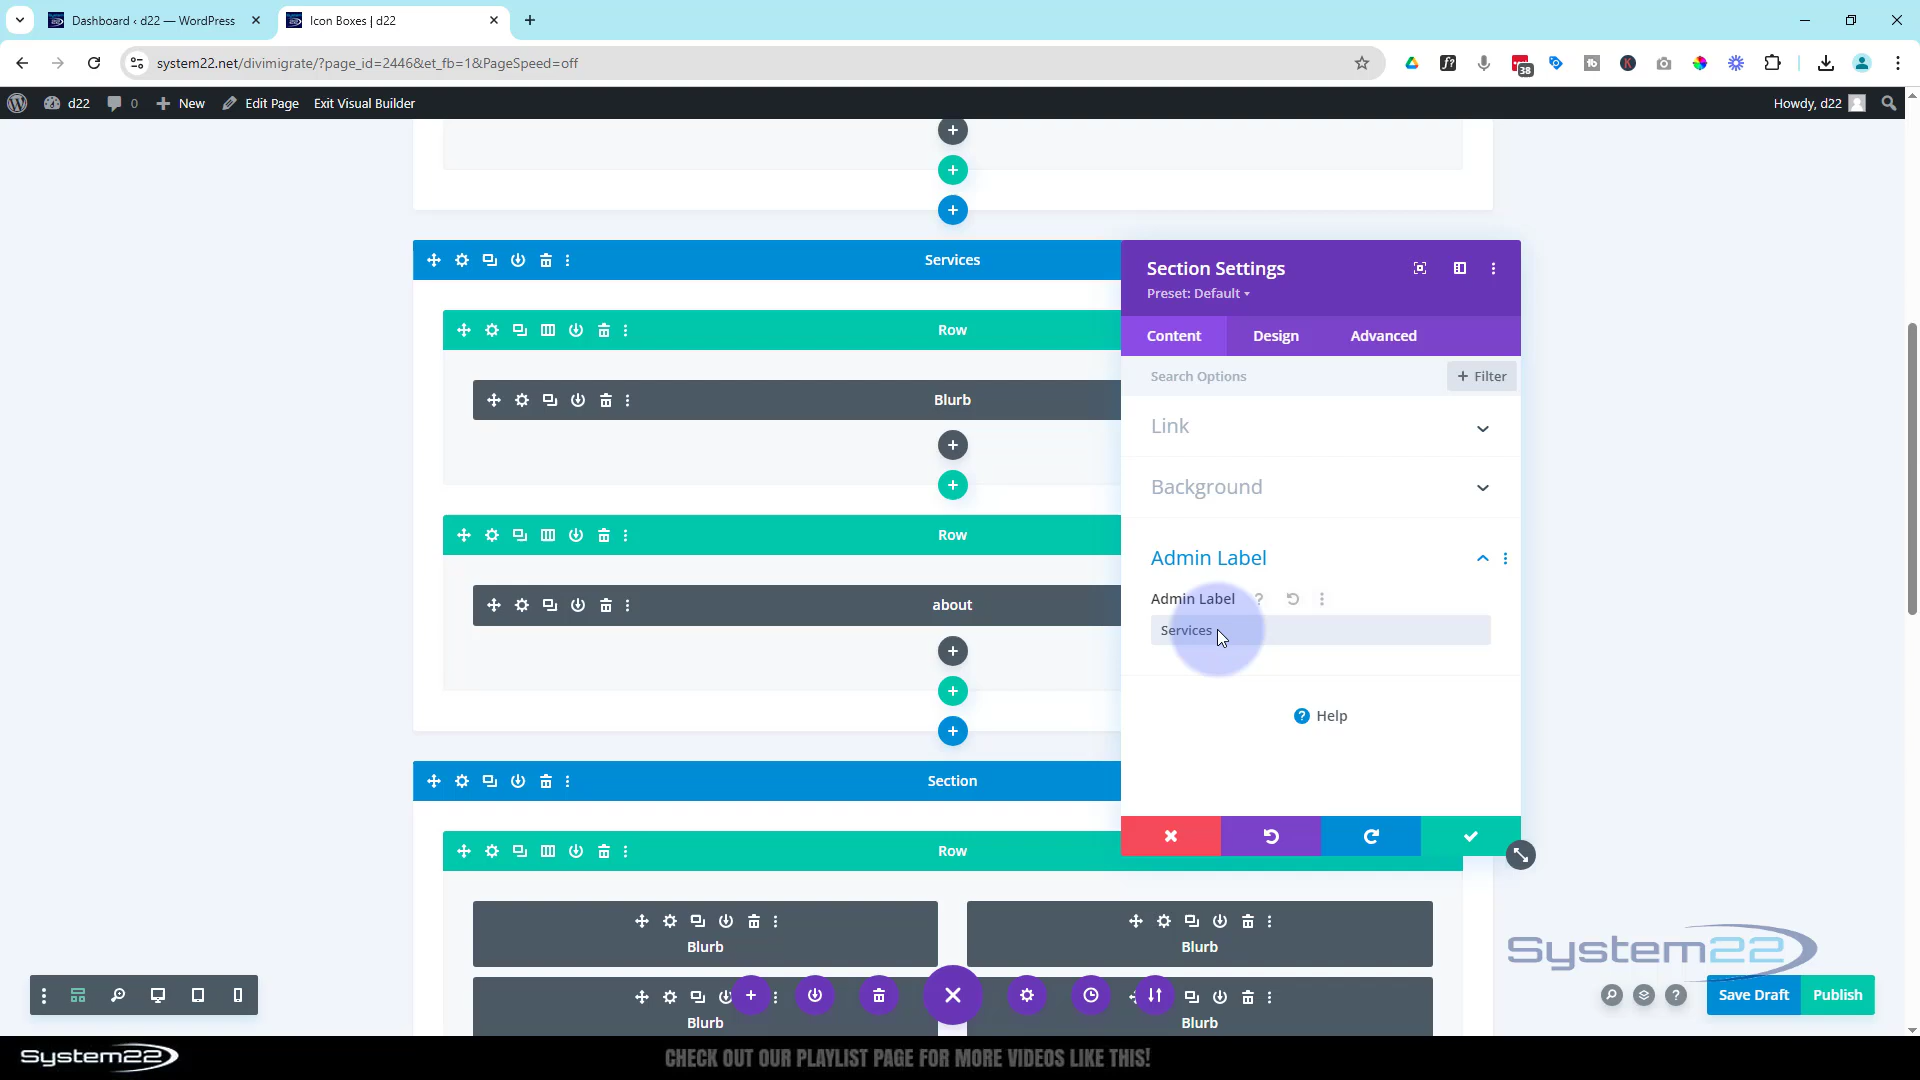 Dashboard ‹ d22 — WordPress
Icon Boxes | d22
system22.net/divimigrate/?page_id=2446&et_fb=1&PageSpeed=off
38
d22 0 New Edit Page Exit Visual Builder
Howdy, d22
Services
Row
Blurb
Row
about
Section
Row
Blurb Blurb
Blurb Blurb
Section Settings
Preset: Default
Content Design Advanced
Search Options
+ Filter
Link
Background
Admin Label
Admin Label ?
Services
? Help
System22
? Save Draft Publish
System22
CHECK OUT OUR PLAYLIST PAGE FOR MORE VIDEOS LIKE THIS!